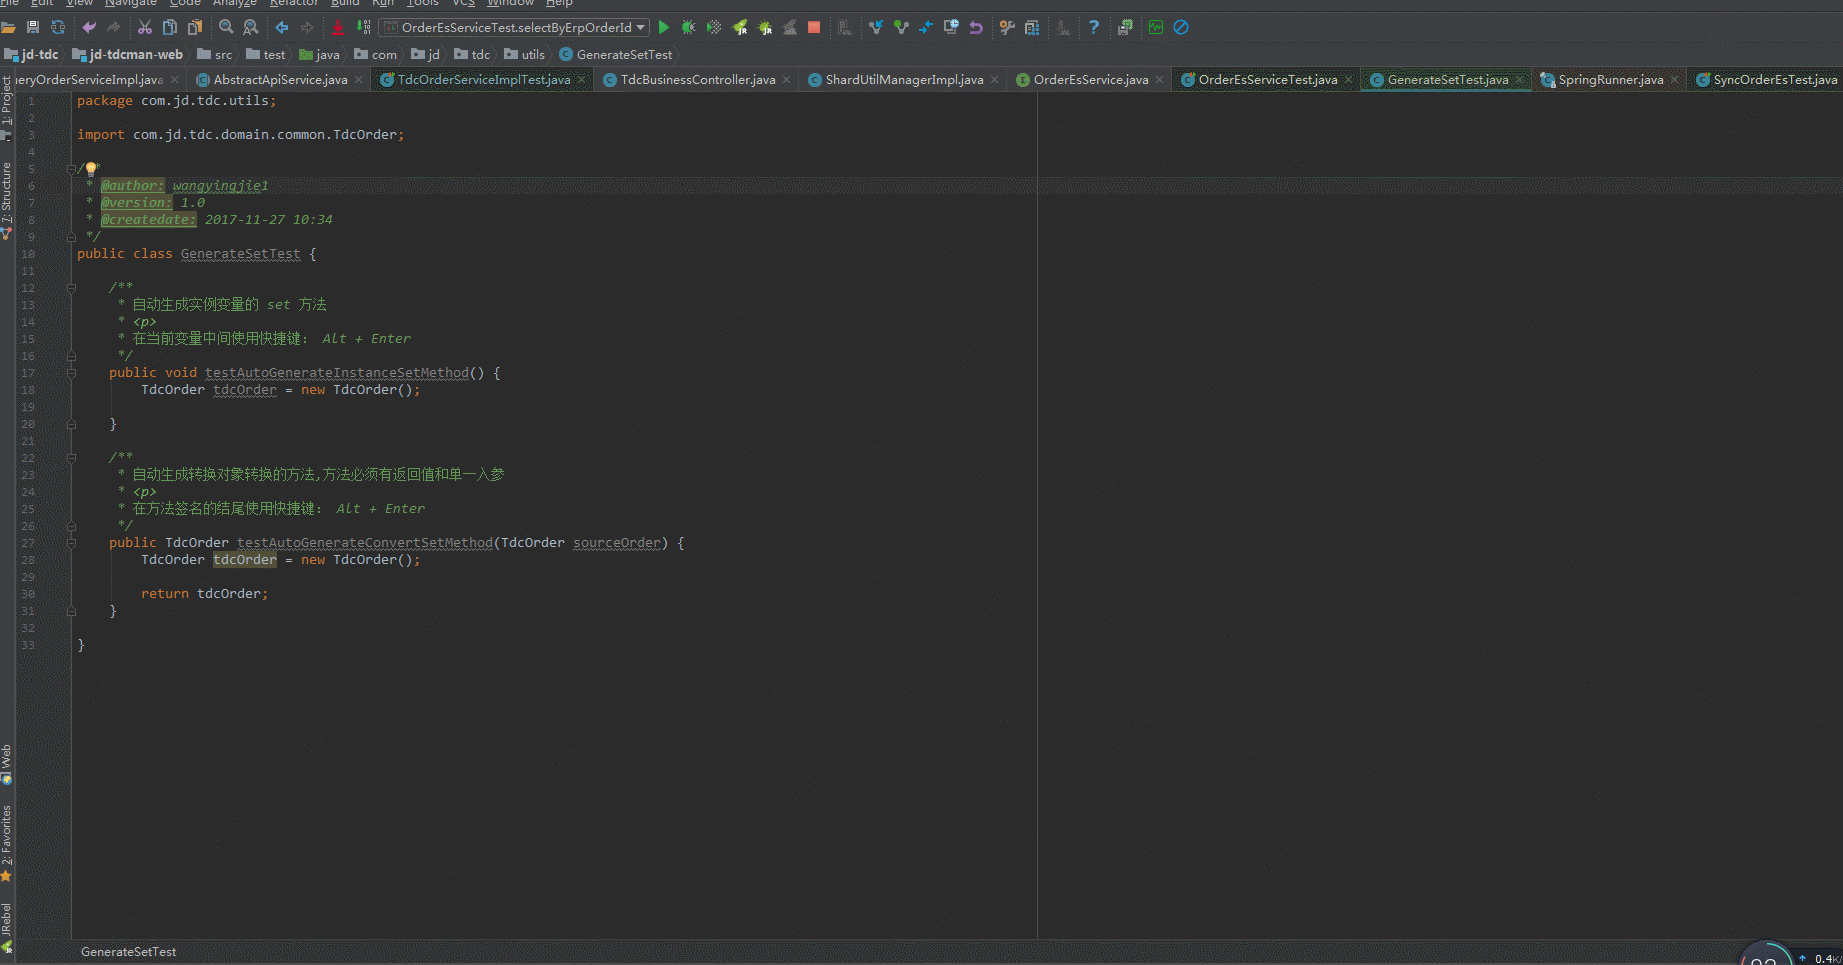 File Edit View Navigate Code Analyze Refactor Build Run Tools VCS Window Help
OrderEsServiceTest.selectByErpOrderId
jd-tdc jd-tdcman-web src test java com jd tdc utils GenerateSetTest
eryOrderServiceImpl.java AbstractApiService.java TdcOrderServiceImplTest.java TdcBusinessController.java ShardUtilManagerImpl.java OrderEsService.java OrderEsServiceTest.java GenerateSetTest.java SpringRunner.java SyncOrderEsTest.java
1: Project
7: Structure
Web
2: Favorites
JRebel
1 package com.jd.tdc.utils;
2
3 import com.jd.tdc.domain.common.TdcOrder;
4
5 /**
6 * @author: wangyingjie1
7 * @version: 1.0
8 * @createdate: 2017-11-27 10:34
9 */
10 public class GenerateSetTest {
11
12 /**
13 * 自动生成实例变量的 set 方法
14 * <p>
15 * 在当前变量中间使用快捷键： Alt + Enter
16 */
17 public void testAutoGenerateInstanceSetMethod() {
18 TdcOrder tdcOrder = new TdcOrder();
19
20 }
21
22 /**
23 * 自动生成转换对象转换的方法,方法必须有返回值和单一入参
24 * <p>
25 * 在方法签名的结尾使用快捷键： Alt + Enter
26 */
27 public TdcOrder testAutoGenerateConvertSetMethod(TdcOrder sourceOrder) {
28 TdcOrder tdcOrder = new TdcOrder();
29
30 return tdcOrder;
31 }
32
33 }
GenerateSetTest
0.4K/